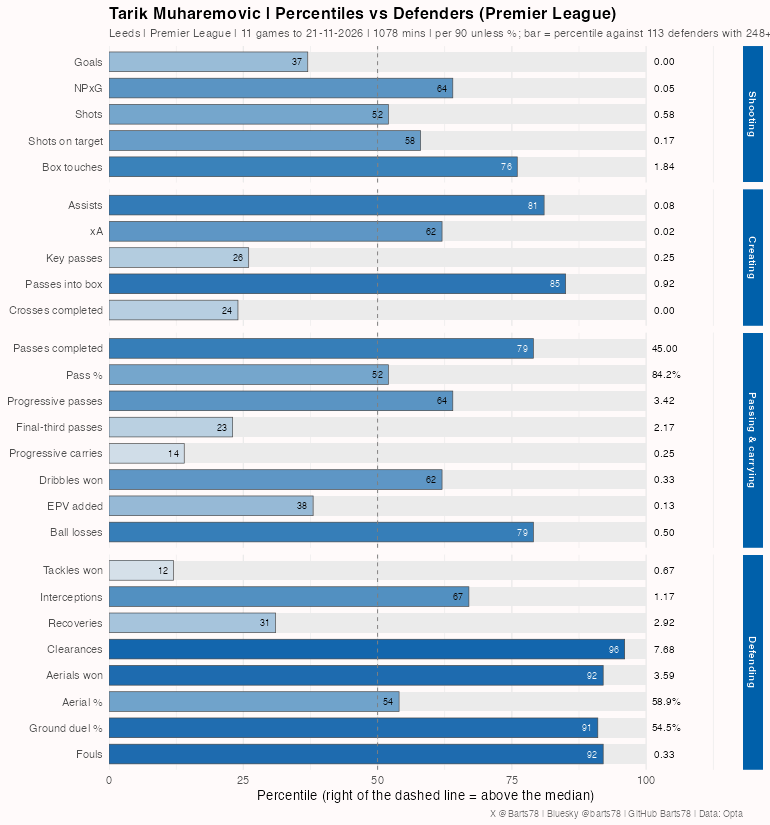 Tarik Muharemovic | Percentiles vs Defenders (Premier League)
Leeds | Premier League | 11 games to 21-11-2026 | 1078 mins | per 90 unless %; bar = percentile against 113 defenders with 248+
Goals 37 0.00
NPxG 64 0.05
Shots 52 0.58
Shots on target 58 0.17
Box touches 76 1.84
Shooting
Assists 81 0.08
xA 62 0.02
Key passes 26 0.25
Passes into box 85 0.92
Crosses completed 24 0.00
Creating
Passes completed 79 45.00
Pass % 52 84.2%
Progressive passes 64 3.42
Final-third passes 23 2.17
Progressive carries 14 0.25
Dribbles won 62 0.33
EPV added 38 0.13
Ball losses 79 0.50
Passing & carrying
Tackles won 12 0.67
Interceptions 67 1.17
Recoveries 31 2.92
Clearances 96 7.68
Aerials won 92 3.59
Aerial % 54 58.9%
Ground duel % 91 54.5%
Fouls 92 0.33
Defending
0 25 50 75 100
Percentile (right of the dashed line = above the median)
X @Barts78 | Bluesky @barts78 | GitHub Barts78 | Data: Opta